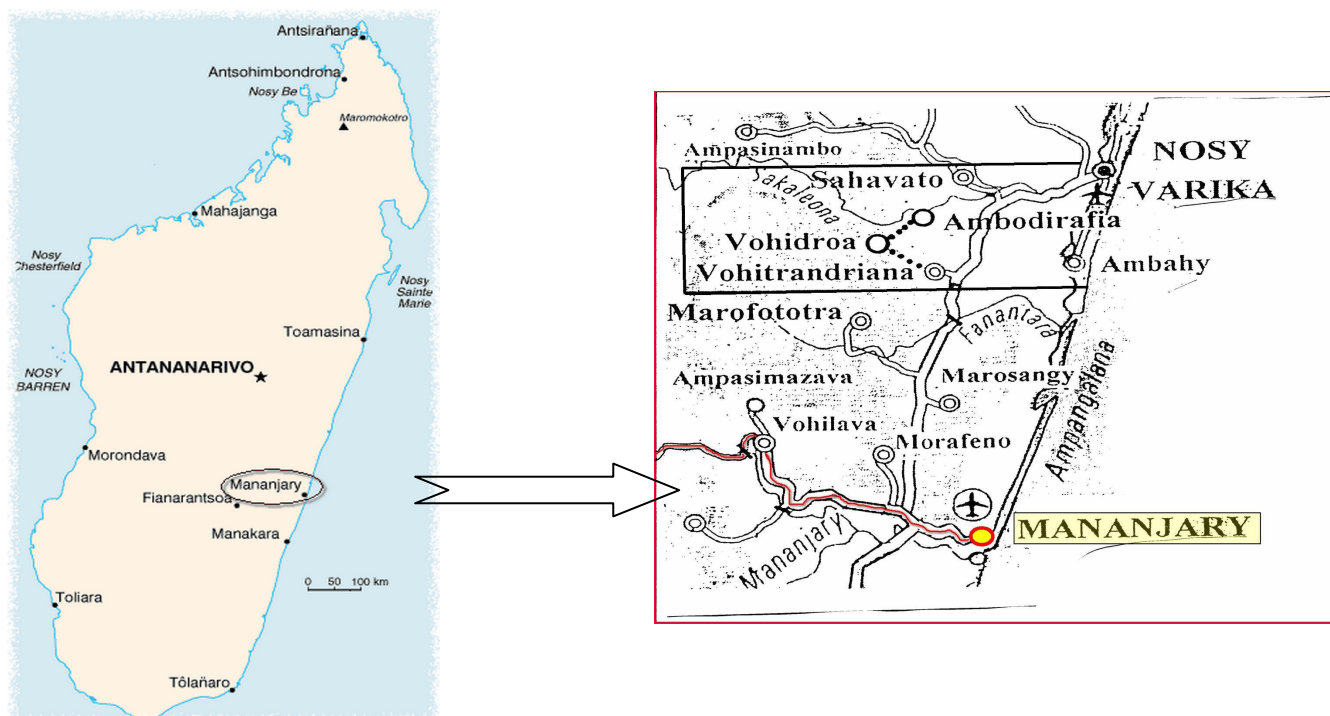 Antsirañana
Antsohimbondrona
Nosy Be
Maromokotro
Mahajanga
Nosy
Chesterfield
Nosy
Sainte
Marie
Toamasina
ANTANANARIVO
NOSY
BARREN
Morondava
Mananjary
Fianarantsoa
Manakara
0 50 100 km
Toliara
Tôlañaro
Ampasinambo
NOSY
VARIKA
Sahavato
Sakaleona
Ambodirafia
Vohidroa
Vohitrandriana
Ambahy
Marofototra
Fanantara
Ampasimazava
Marosangy
Ampangalana
Vohilava
Morafeno
MANANJARY
Mananjary